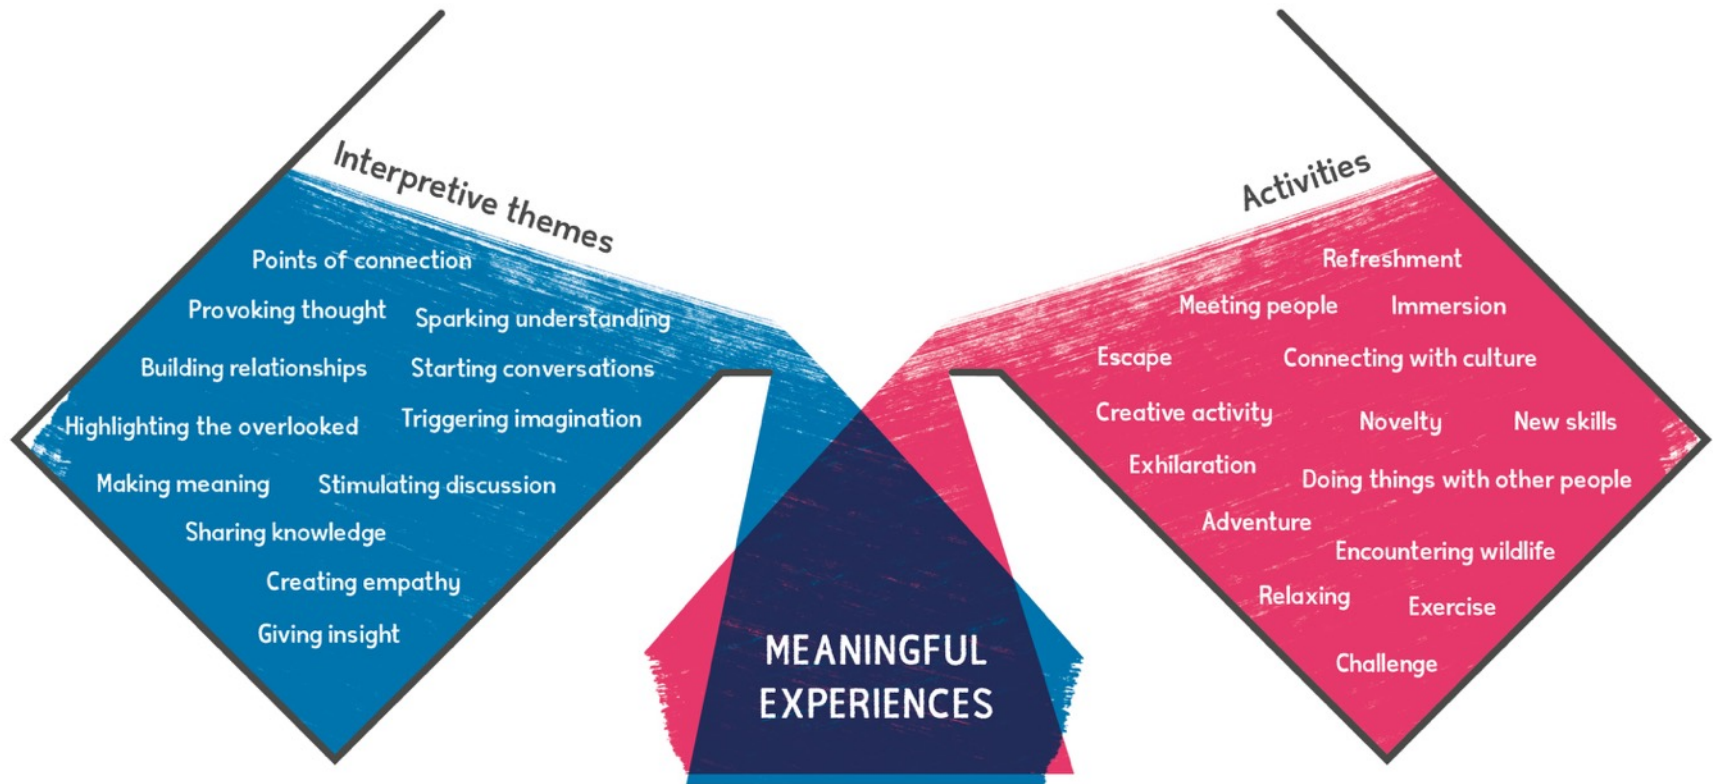 Interpretive themes
Points of connection
Provoking thought
Sparking understanding
Building relationships
Starting conversations
Highlighting the overlooked
Triggering imagination
Making meaning
Stimulating discussion
Sharing knowledge
Creating empathy
Giving insight
Activities
Refreshment
Meeting people
Immersion
Escape
Connecting with culture
Creative activity
Novelty
New skills
Exhilaration
Doing things with other people
Adventure
Encountering wildlife
Relaxing
Exercise
Challenge
MEANINGFUL
EXPERIENCES